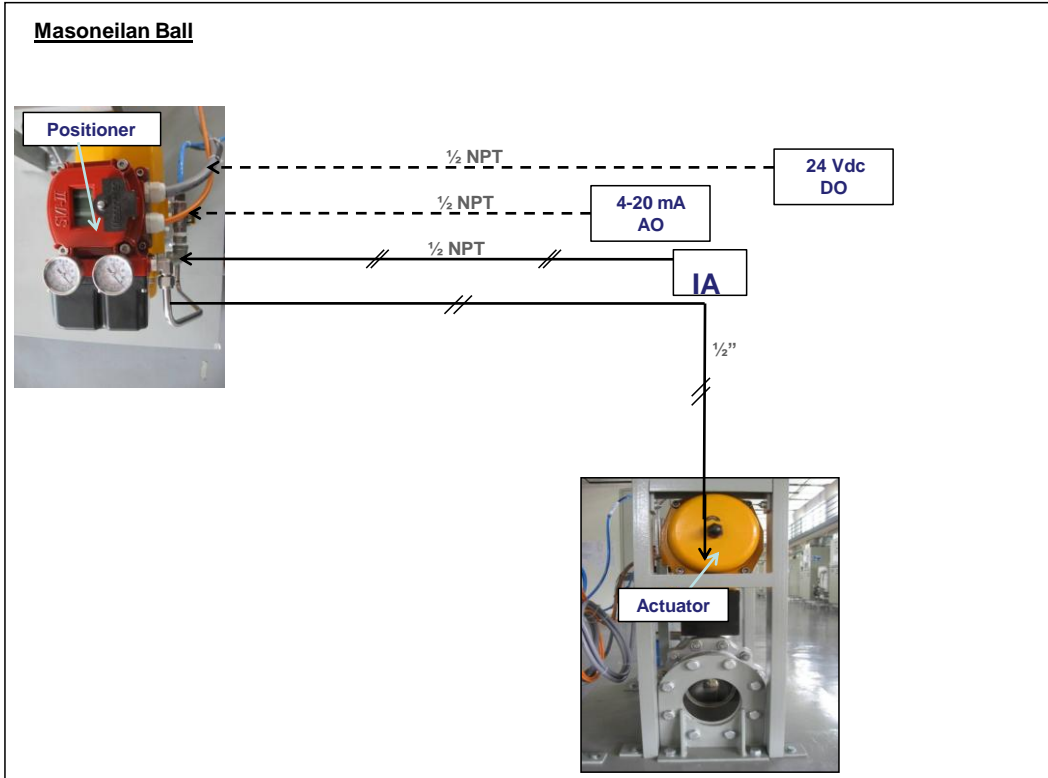 Masoneilan Ball
Positioner
½ NPT
24 Vdc
DO
½ NPT
4-20 mA
AO
½ NPT
IA
½”
Actuator